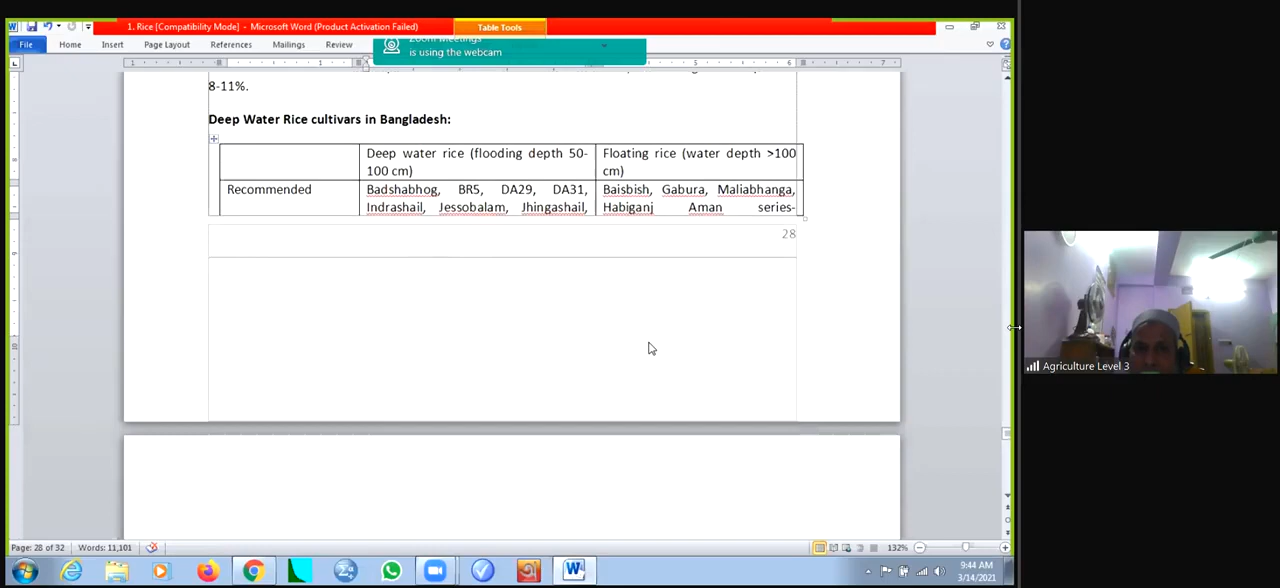 1. Rice [Compatibility Mode] - Microsoft Word (Product Activation Failed)
Table Tools
File Home Insert Page Layout References Mailings Review
Zoom Meetings
is using the webcam
8-11%.
Deep Water Rice cultivars in Bangladesh:
Deep water rice (flooding depth 50-
100 cm)
Floating rice (water depth >100
cm)
Recommended
Badshabhog, BR5, DA29, DA31,
Indrashail, Jessobalam, Jhingashail,
Baisbish, Gabura, Maliabhanga,
Habiganj Aman series-
28
Agriculture Level 3
Page: 28 of 32 Words: 11,101
132%
9:44 AM
3/14/2021